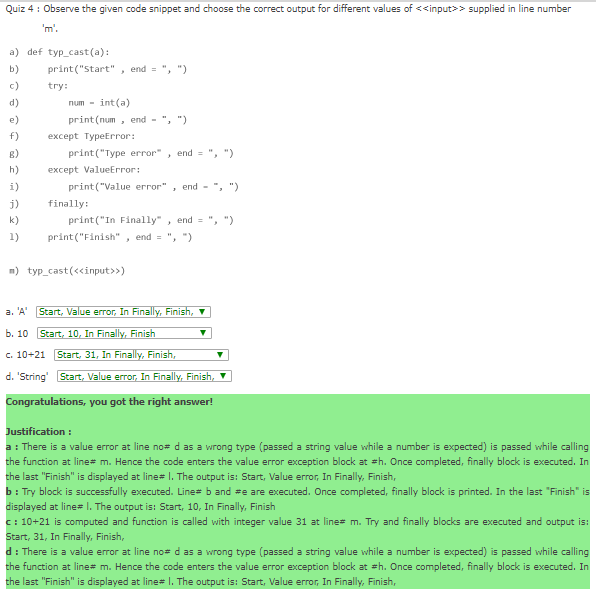 Quiz 4 : Observe the given code snippet and choose the correct output for different values of <<input>> supplied in line number
'm'.
a) def typ_cast(a):
b) print("Start" , end = ", ")
c) try:
d) num = int(a)
e) print(num , end = ", ")
f) except TypeError:
g) print("Type error" , end = ", ")
h) except ValueError:
i) print("Value error" , end = ", ")
j) finally:
k) print("In Finally" , end = ", ")
l) print("Finish" , end = ", ")
m) typ_cast(<<input>>)
a. 'A' Start, Value error, In Finally, Finish,
b. 10 Start, 10, In Finally, Finish
c. 10+21 Start, 31, In Finally, Finish,
d. 'String' Start, Value error, In Finally, Finish,
Congratulations, you got the right answer!
Justification :
a : There is a value error at line no# d as a wrong type (passed a string value while a number is expected) is passed while calling
the function at line# m. Hence the code enters the value error exception block at #h. Once completed, finally block is executed. In
the last "Finish" is displayed at line# l. The output is: Start, Value error, In Finally, Finish,
b : Try block is successfully executed. Line# b and #e are executed. Once completed, finally block is printed. In the last "Finish" is
displayed at line# l. The output is: Start, 10, In Finally, Finish
c : 10+21 is computed and function is called with integer value 31 at line# m. Try and finally blocks are executed and output is:
Start, 31, In Finally, Finish,
d : There is a value error at line no# d as a wrong type (passed a string value while a number is expected) is passed while calling
the function at line# m. Hence the code enters the value error exception block at #h. Once completed, finally block is executed. In
the last "Finish" is displayed at line# l. The output is: Start, Value error, In Finally, Finish,